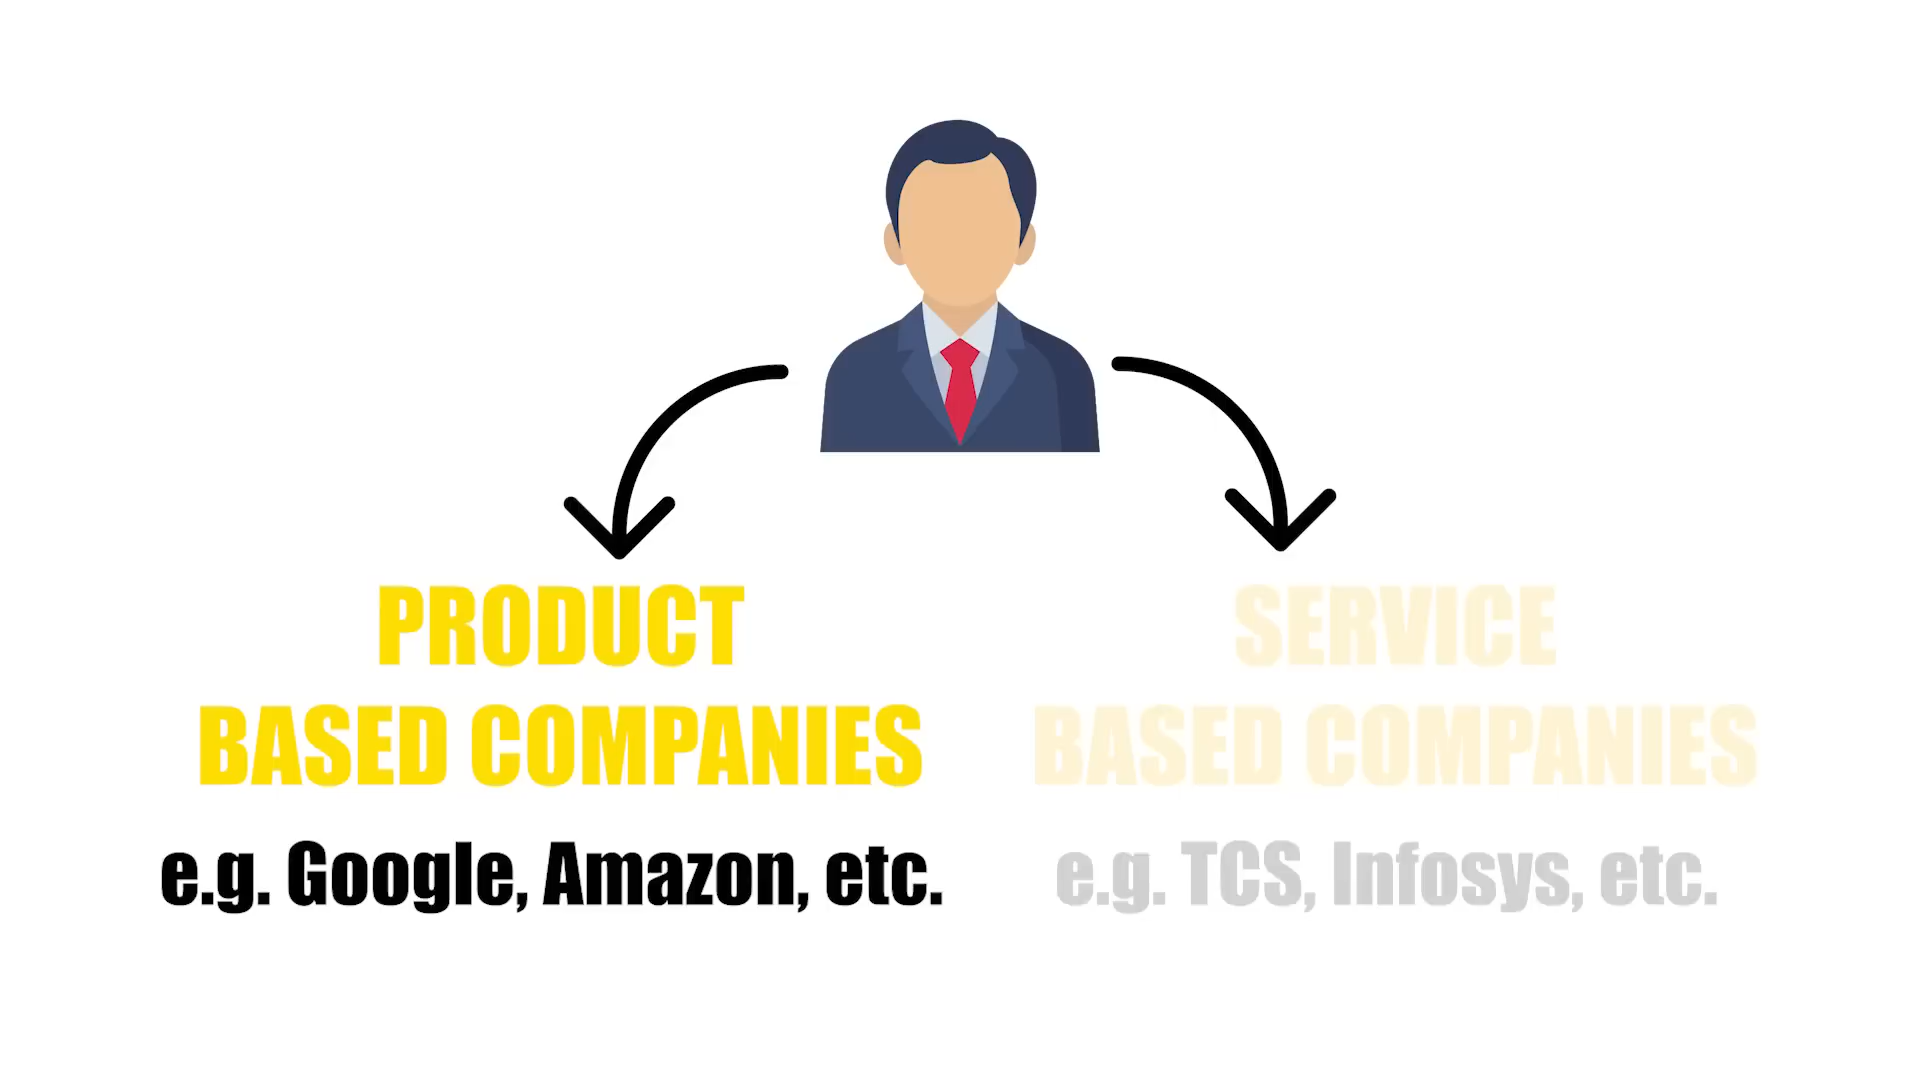 PRODUCT
BASED COMPANIES
e.g. Google, Amazon, etc.
SERVICE
BASED COMPANIES
e.g. TCS, Infosys, etc.